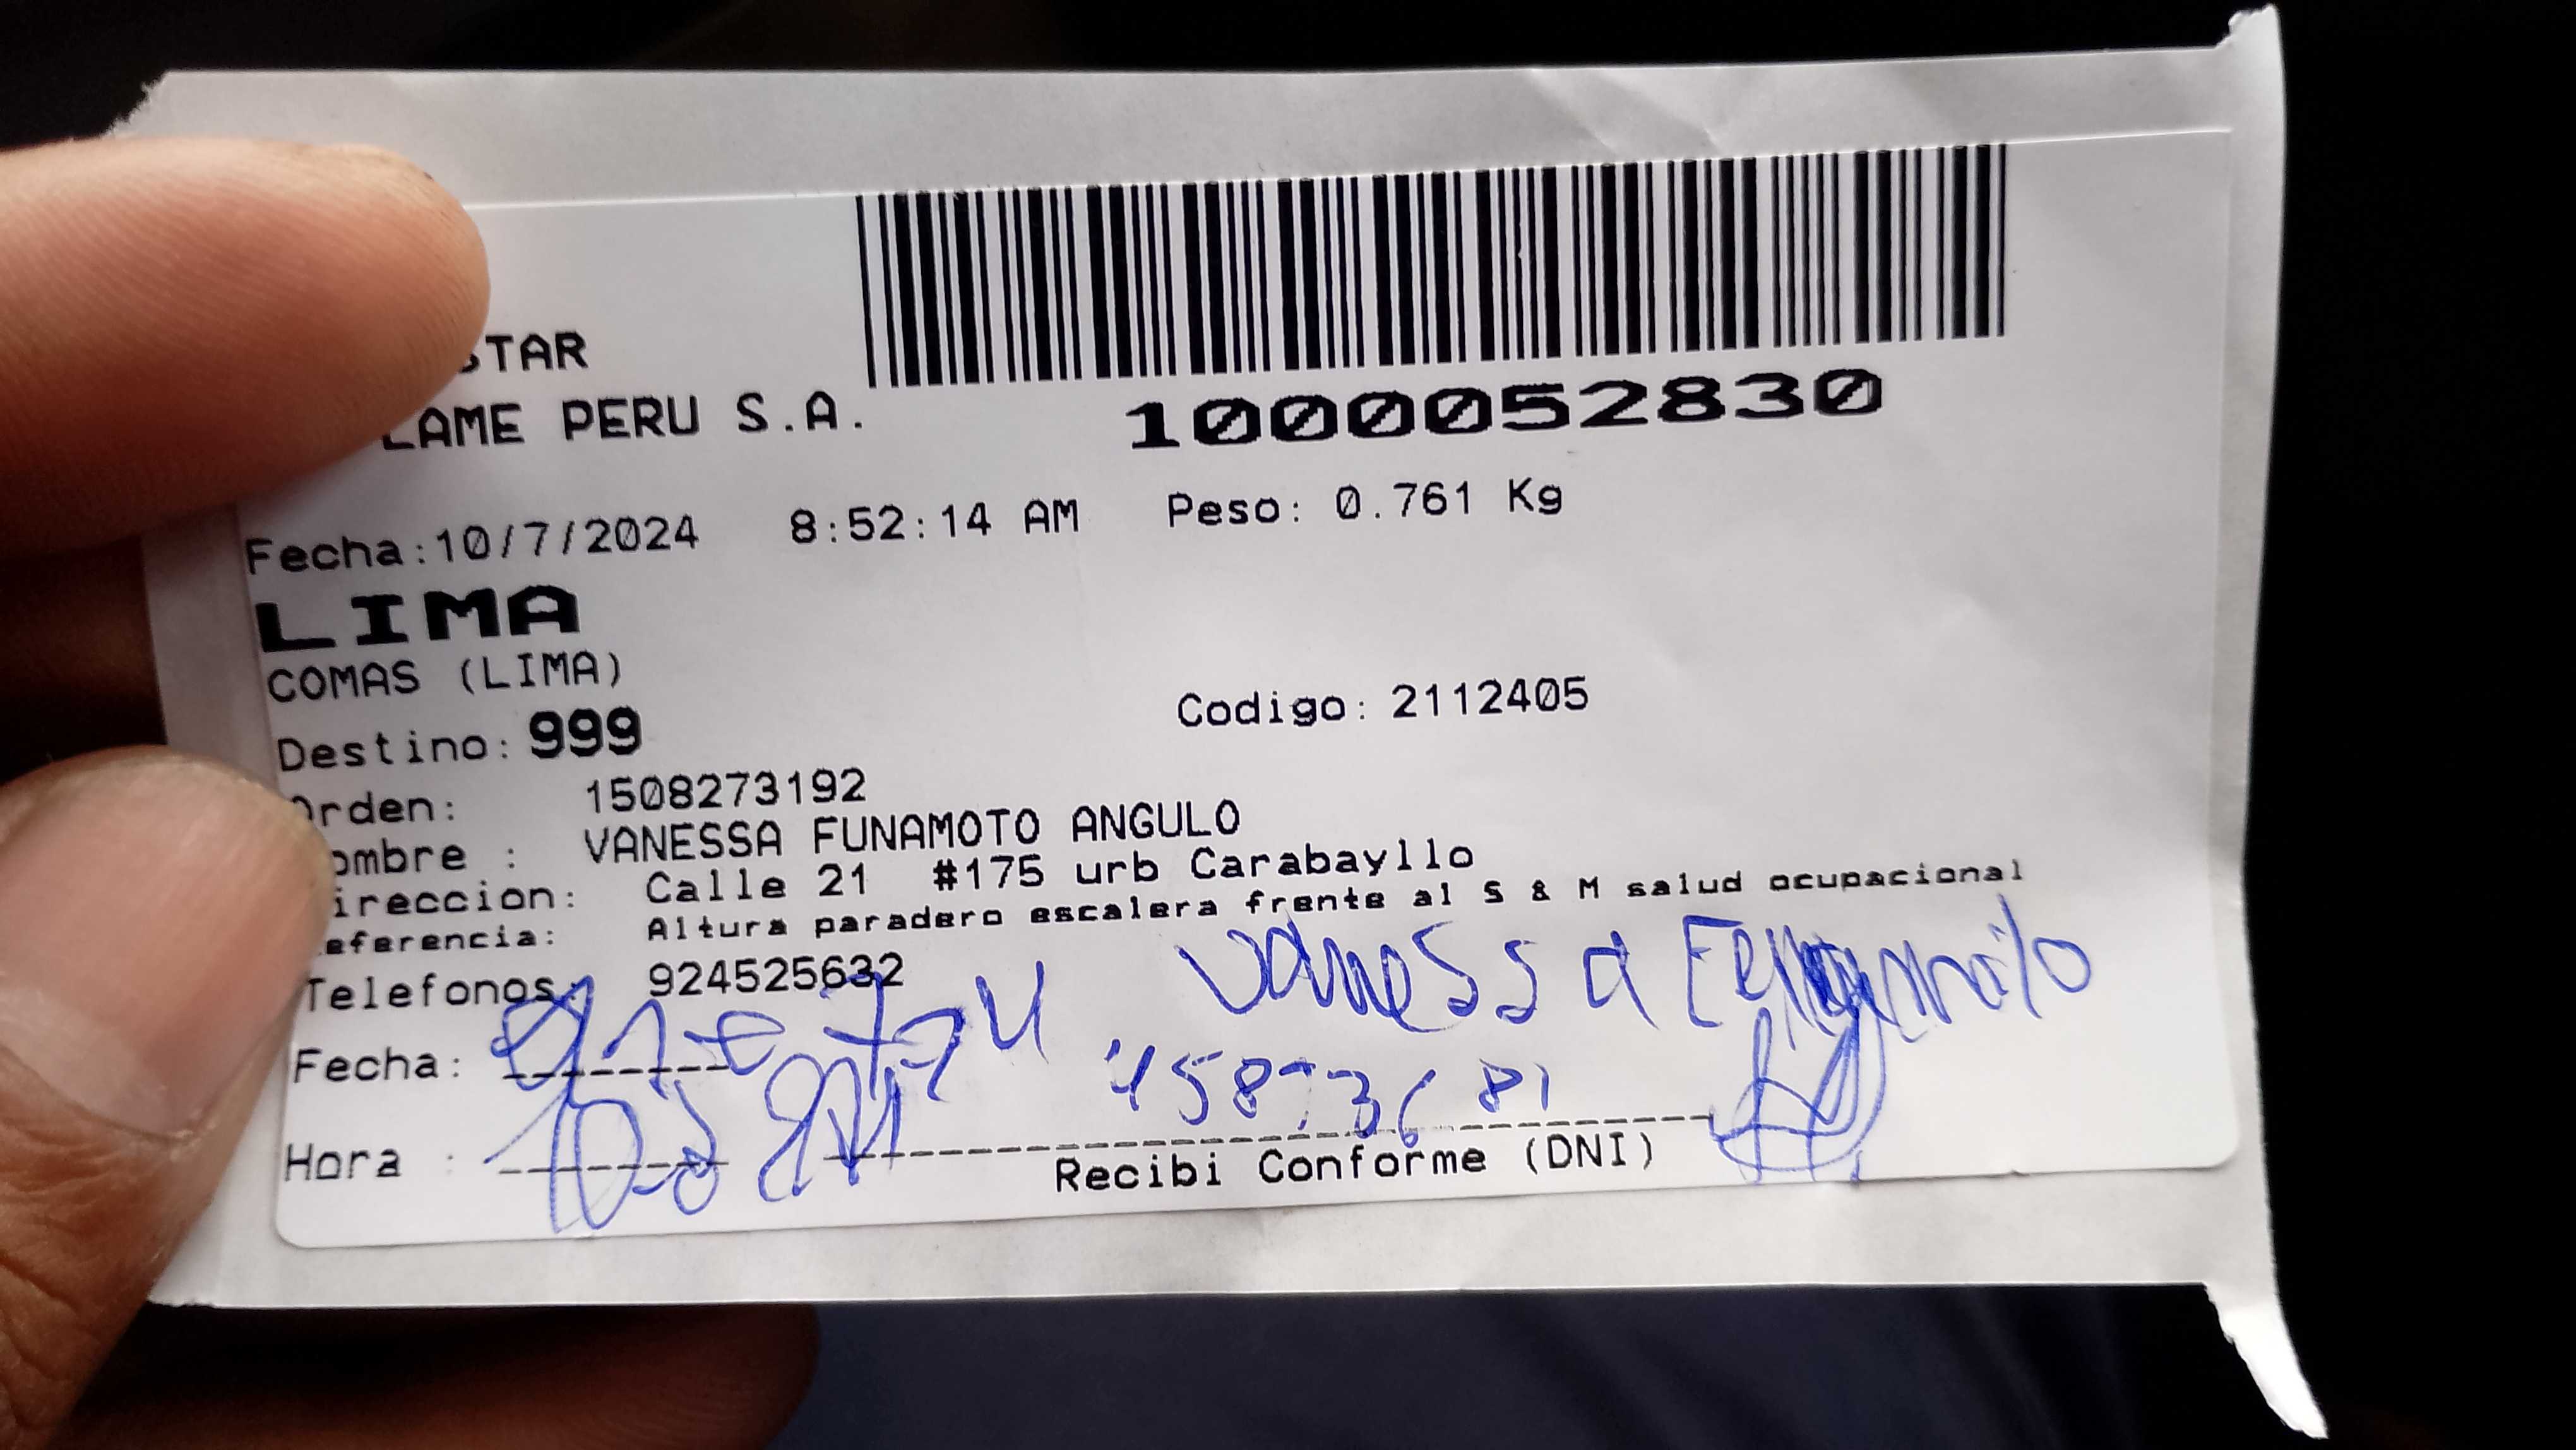 STAR
LAME PERU S.A.
1000052830
Fecha:10/7/2024 8:52:14 AM Peso: 0.761 Kg
LIMA
COMAS (LIMA)
Destino: 999 Codigo: 2112405
Orden: 1508273192
ombre : VANESSA FUNAMOTO ANGULO
ireccion: Calle 21 #175 urb Carabayllo
eferencia: Altura paradero escalera frente al S & M salud ocupacional
Telefonos: 924525632
vanessa
Fecha:
Hora :
Recibi Conforme (DNI)